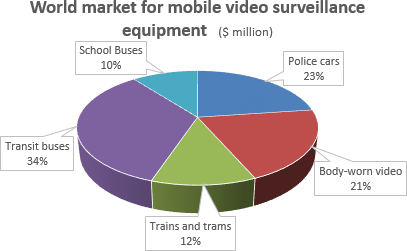 World market for mobile video surveillance
equipment ($ million)
School Buses
10%
Police cars
23%
Transit buses
34%
Body-worn video
21%
Trains and trams
12%